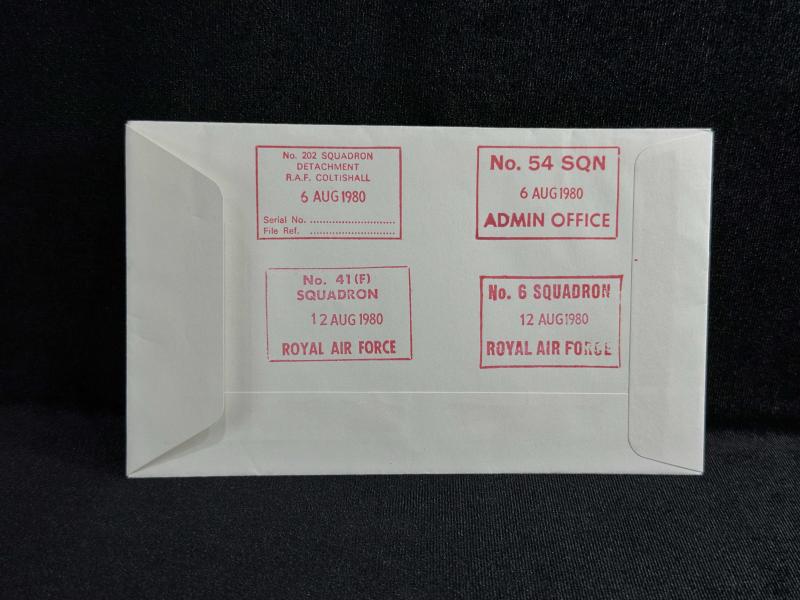 No. 202 SQUADRON
DETACHMENT
R.A.F. COLTISHALL
6 AUG 1980
Serial No. ...........................
File Ref. ...........................
No. 54 SQN
6 AUG 1980
ADMIN OFFICE
No. 41 (F)
SQUADRON
12 AUG 1980
ROYAL AIR FORCE
No. 6 SQUADRON
12 AUG 1980
ROYAL AIR FORCE